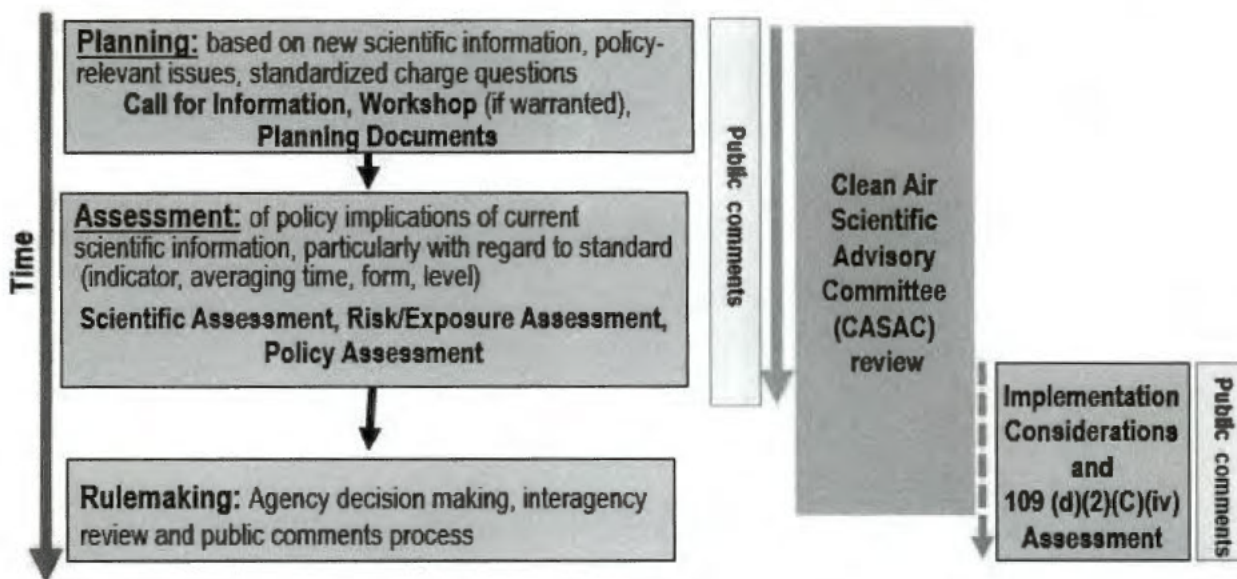 Time
Planning: based on new scientific information, policy-
relevant issues, standardized charge questions
Call for Information, Workshop (if warranted),
Planning Documents
Assessment: of policy implications of current
scientific information, particularly with regard to standard
(indicator, averaging time, form, level)
Scientific Assessment, Risk/Exposure Assessment,
Policy Assessment
Rulemaking: Agency decision making, interagency
review and public comments process
Public comments
Clean Air
Scientific
Advisory
Committee
(CASAC)
review
Implementation
Considerations
and
109 (d)(2)(C)(iv)
Assessment
Public comments